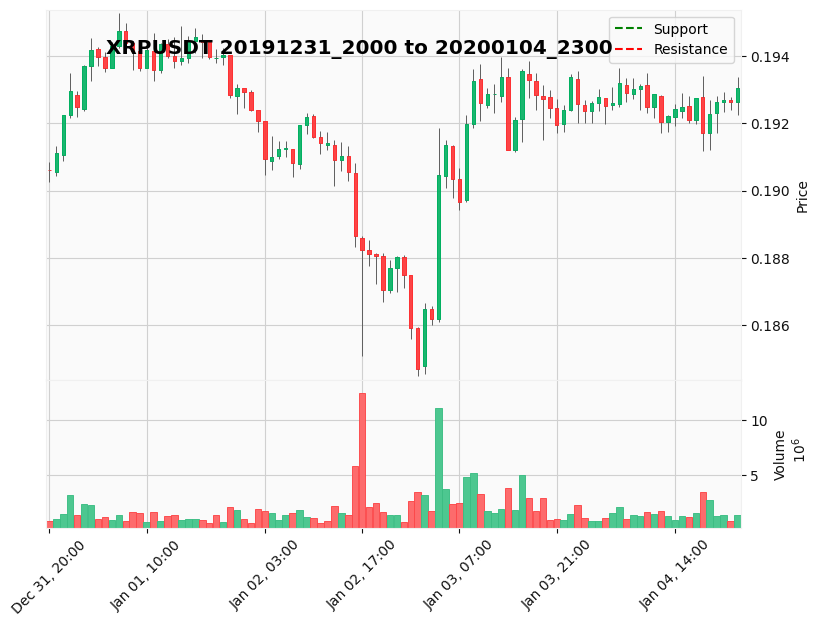 XRPUSDT 20191231_2000 to 20200104_2300
Support
Resistance
0.194
0.192
0.190
0.188
0.186
Price
10
5
Volume
10^6
Dec 31, 20:00
Jan 01, 10:00
Jan 02, 03:00
Jan 02, 17:00
Jan 03, 07:00
Jan 03, 21:00
Jan 04, 14:00